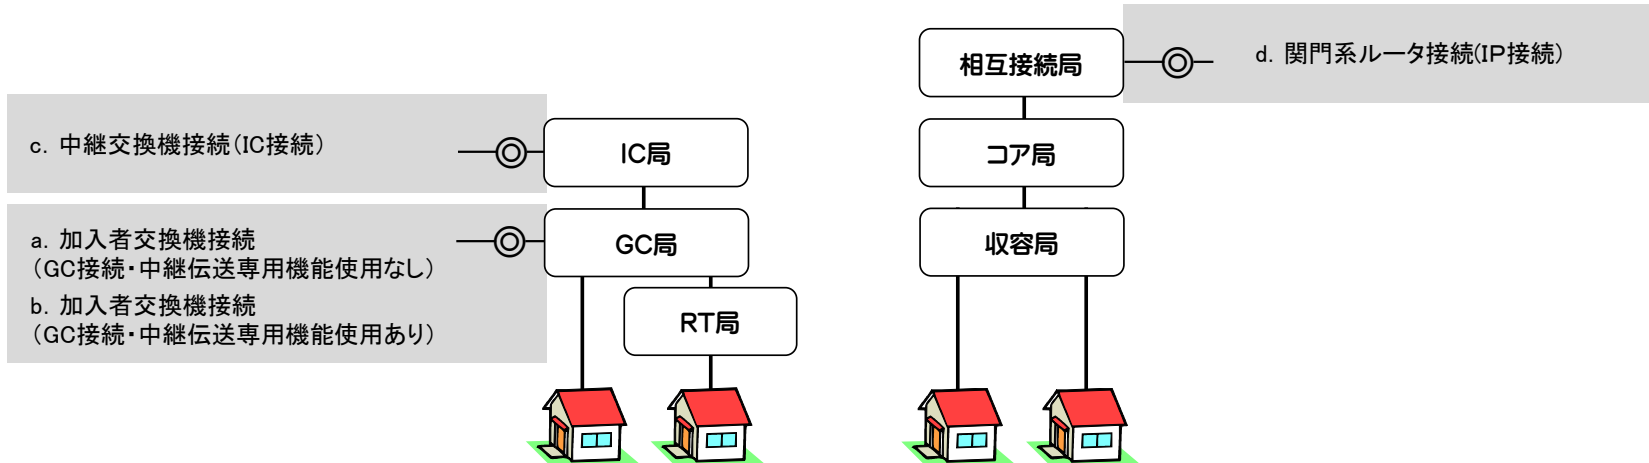 相互接続局
d. 関門系ルータ接続(IP接続)
c. 中継交換機接続(IC接続)
IC局
コア局
a. 加入者交換機接続
(GC接続・中継伝送専用機能使用なし)
GC局
収容局
b. 加入者交換機接続
(GC接続・中継伝送専用機能使用あり)
RT局